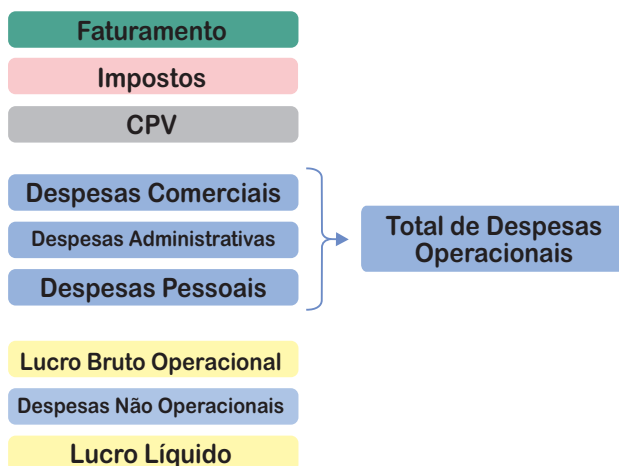 Faturamento
Impostos
CPV
Despesas Comerciais
Despesas Administrativas
Despesas Pessoais
Total de Despesas
Operacionais
Lucro Bruto Operacional
Despesas Não Operacionais
Lucro Líquido